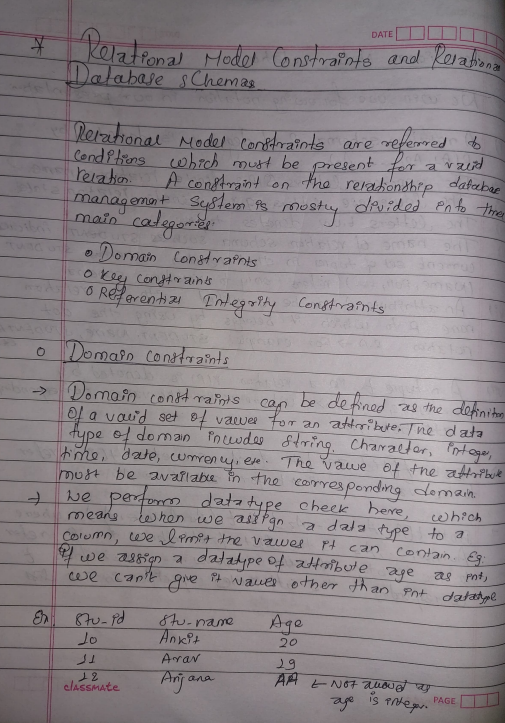 DATE
* Relational Model Constraints and Relational
Database schemas
Relational Model constraints are referred to
conditions which must be present for a valid
relation. A constraint on the relationship database
management system is mostly divided into three
main categories:
o Domain Constraints
o Key Constraints
o Referential Integrity Constraints
o Domain constraints
→ Domain constraints can be defined as the definition
of a valid set of values for an attribute. The data
type of domain includes string, character, integer,
time, date, currency, etc. The value of the attribute
must be available in the corresponding domain.
→ We perform datatype check here, which
means when we assign a data type to a
column, we limit the values it can contain. Eg:
If we assign a datatype of attribute age as int,
we can't give it values other than int datatype
Ex Stu-id Stu-name Age
10 Ankit 20
11 Arav 19
12 Anjana AA ← Not allowed as
age is integer.
classmate PAGE